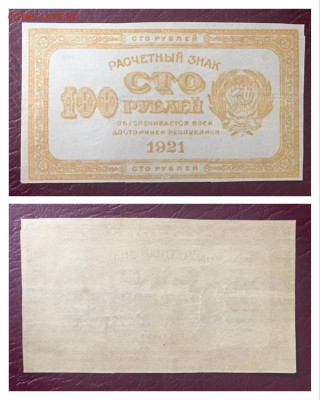 СТО РУБЛЕЙ
РАСЧЕТНЫЙ ЗНАК
СТО
100 РУБЛЕЙ
ОБЕСПЕЧИВАЕТСЯ ВСЕМ
ДОСТОЯНИЕМ РЕСПУБЛИКИ
1921
СТО РУБЛЕЙ